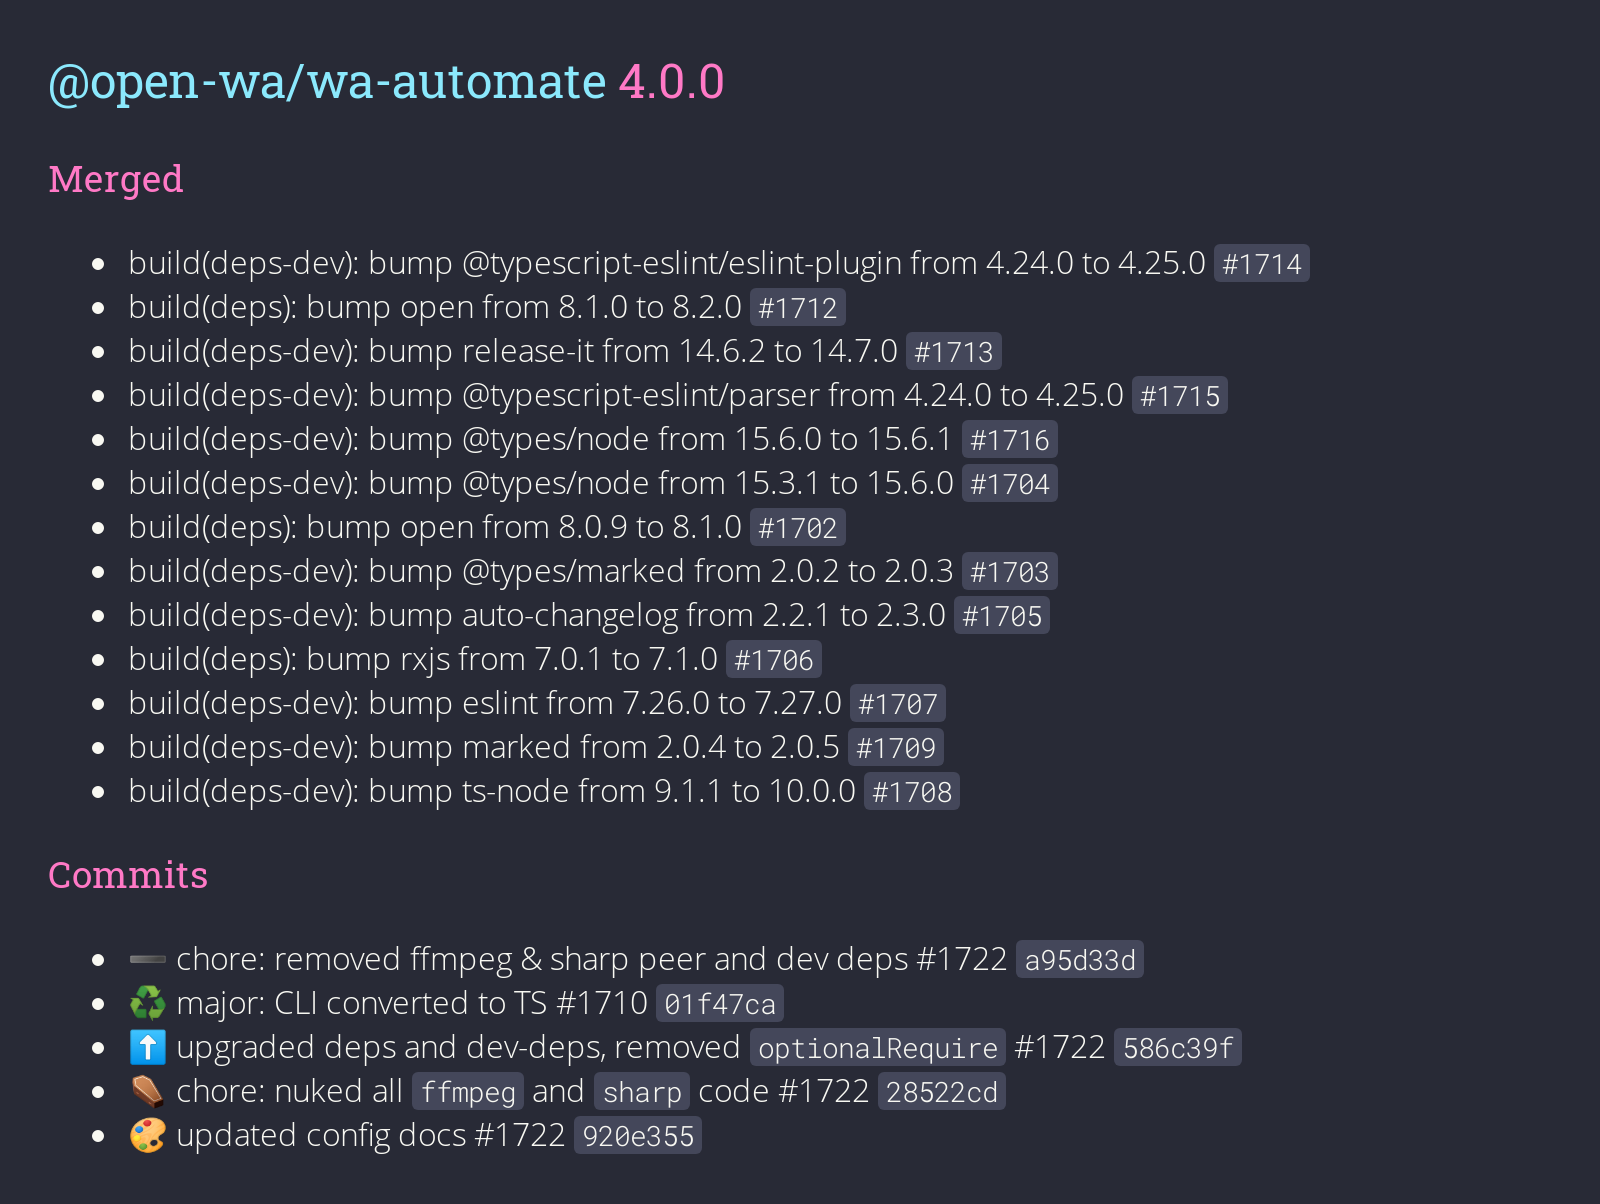 @open-wa/wa-automate 4.0.0
Merged
build(deps-dev): bump @typescript-eslint/eslint-plugin from 4.24.0 to 4.25.0 #1714
build(deps): bump open from 8.1.0 to 8.2.0 #1712
build(deps-dev): bump release-it from 14.6.2 to 14.7.0 #1713
build(deps-dev): bump @typescript-eslint/parser from 4.24.0 to 4.25.0 #1715
build(deps-dev): bump @types/node from 15.6.0 to 15.6.1 #1716
build(deps-dev): bump @types/node from 15.3.1 to 15.6.0 #1704
build(deps): bump open from 8.0.9 to 8.1.0 #1702
build(deps-dev): bump @types/marked from 2.0.2 to 2.0.3 #1703
build(deps-dev): bump auto-changelog from 2.2.1 to 2.3.0 #1705
build(deps): bump rxjs from 7.0.1 to 7.1.0 #1706
build(deps-dev): bump eslint from 7.26.0 to 7.27.0 #1707
build(deps-dev): bump marked from 2.0.4 to 2.0.5 #1709
build(deps-dev): bump ts-node from 9.1.1 to 10.0.0 #1708
Commits
➖ chore: removed ffmpeg & sharp peer and dev deps #1722 a95d33d
♻️ major: CLI converted to TS #1710 01f47ca
⬆️ upgraded deps and dev-deps, removed optionalRequire #1722 586c39f
⚰️ chore: nuked all ffmpeg and sharp code #1722 28522cd
🎨 updated config docs #1722 920e355